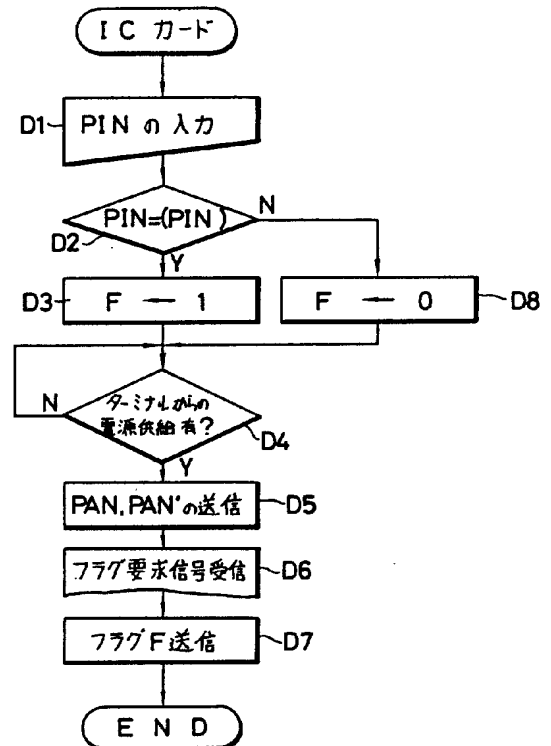 IC カード
D1
PIN の 入力
PIN=(PIN)
N
D2
Y
D3
F ← 1
F ← 0
D8
N
ターミナルからの
電源供給有?
D4
Y
PAN, PAN'の送信
D5
フラグ要求信号受信
D6
フラグF送信
D7
END